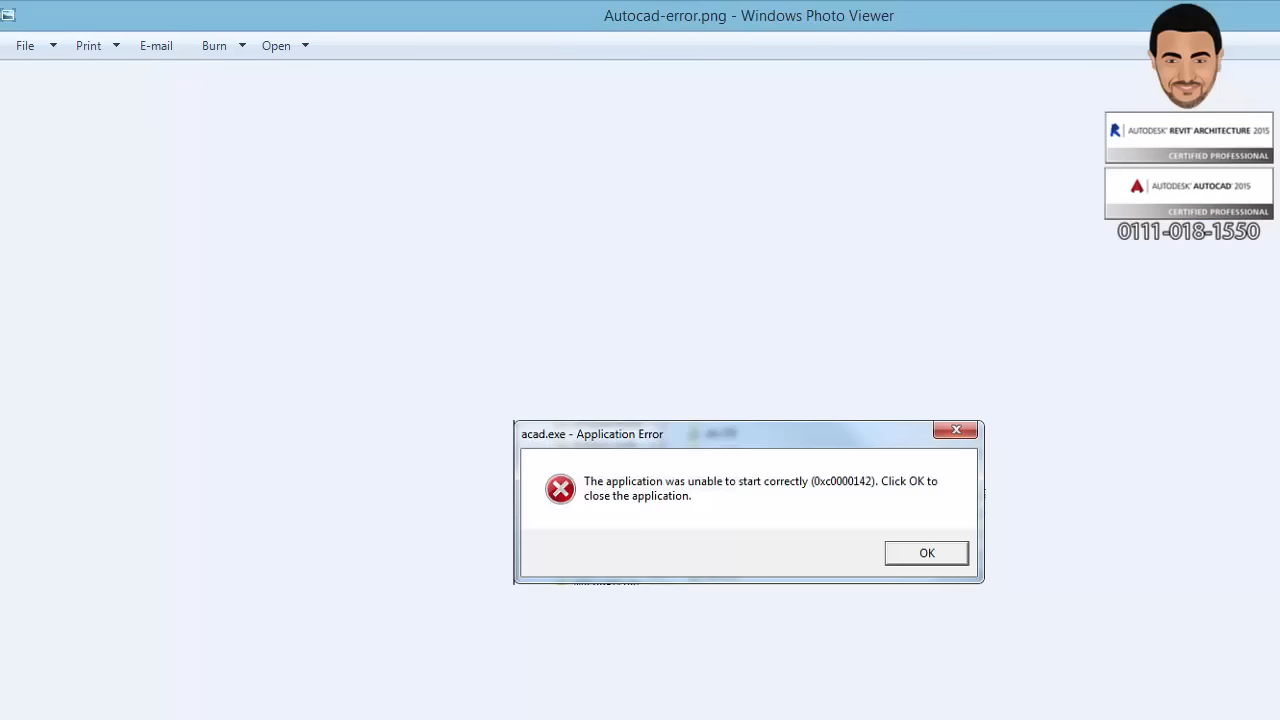 Autocad-error.png - Windows Photo Viewer
File Print E-mail Burn Open
R AUTODESK® REVIT® ARCHITECTURE 2015
CERTIFIED PROFESSIONAL
A AUTODESK® AUTOCAD® 2015
CERTIFIED PROFESSIONAL
0111-018-1550
acad.exe - Application Error
The application was unable to start correctly (0xc0000142). Click OK to
close the application.
OK